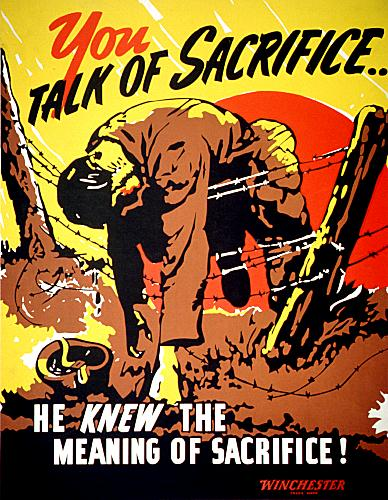 You
TALK OF SACRIFICE..
HE KNEW THE
MEANING OF SACRIFICE!
WINCHESTER